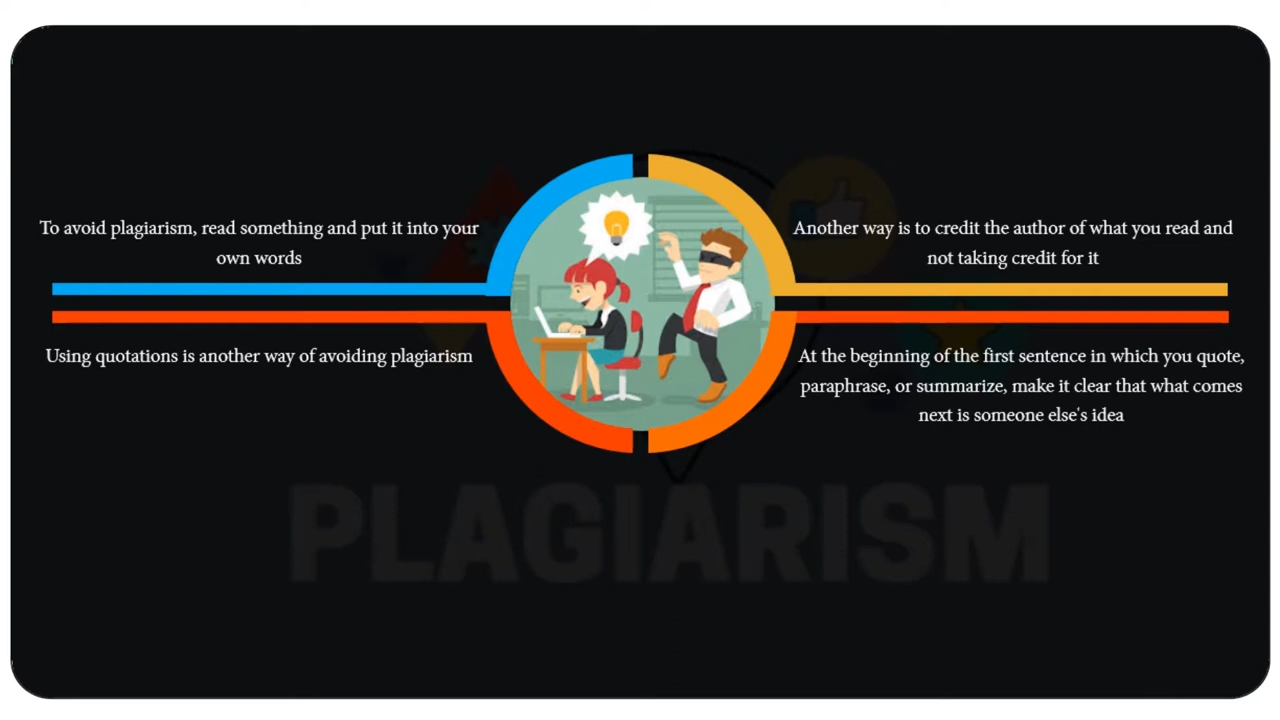 To avoid plagiarism, read something and put it into your
own words
Using quotations is another way of avoiding plagiarism
Another way is to credit the author of what you read and
not taking credit for it
At the beginning of the first sentence in which you quote,
paraphrase, or summarize, make it clear that what comes
next is someone else's idea
PLAGIARISM